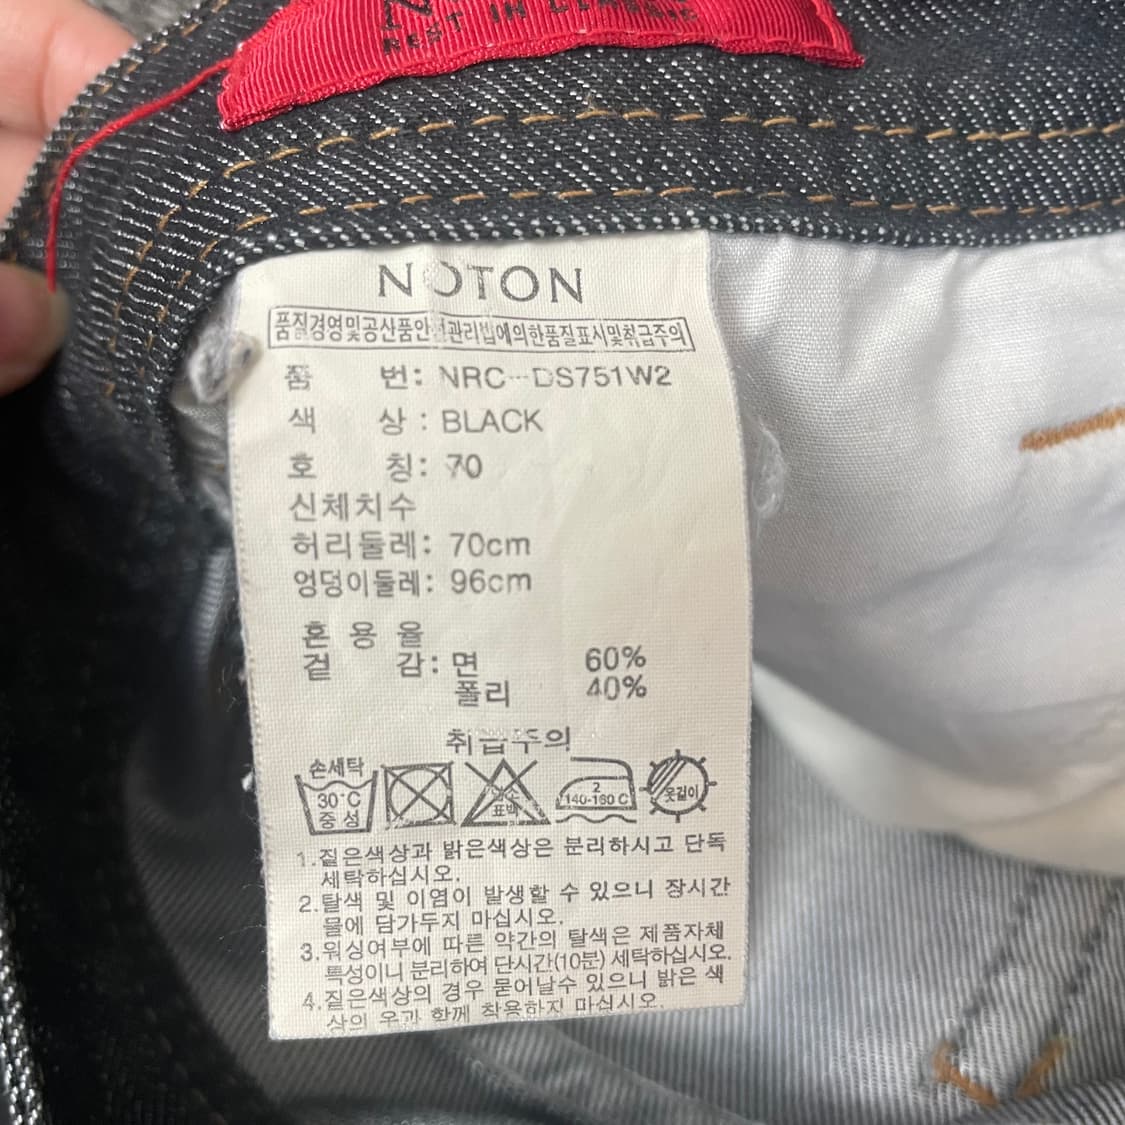 REST IN CLASSIC
NOTON
품질경영및공산품안전관리법에의한품질표시및취급주의
품 번: NRC-DS751W2
색 상: BLACK
호 칭: 70
신체치수
허리둘레: 70cm
엉덩이둘레: 96cm
혼 용 율
겉 감: 면 60%
폴리 40%
취급주의
손세탁
30°C
중성
표백
2
140-160 C
옷걸이
1.짙은색상과 밝은색상은 분리하시고 단독
세탁하십시오.
2.탈색 및 이염이 발생할 수 있으니 장시간
물에 담가두지 마십시오.
3.워싱여부에 따른 약간의 탈색은 제품자체
특성이니 분리하여 단시간(10분) 세탁하십시오.
4.짙은색상의 경우 묻어날수 있으니 밝은 색
상의 옷과 함께 착용하지 마십시오.